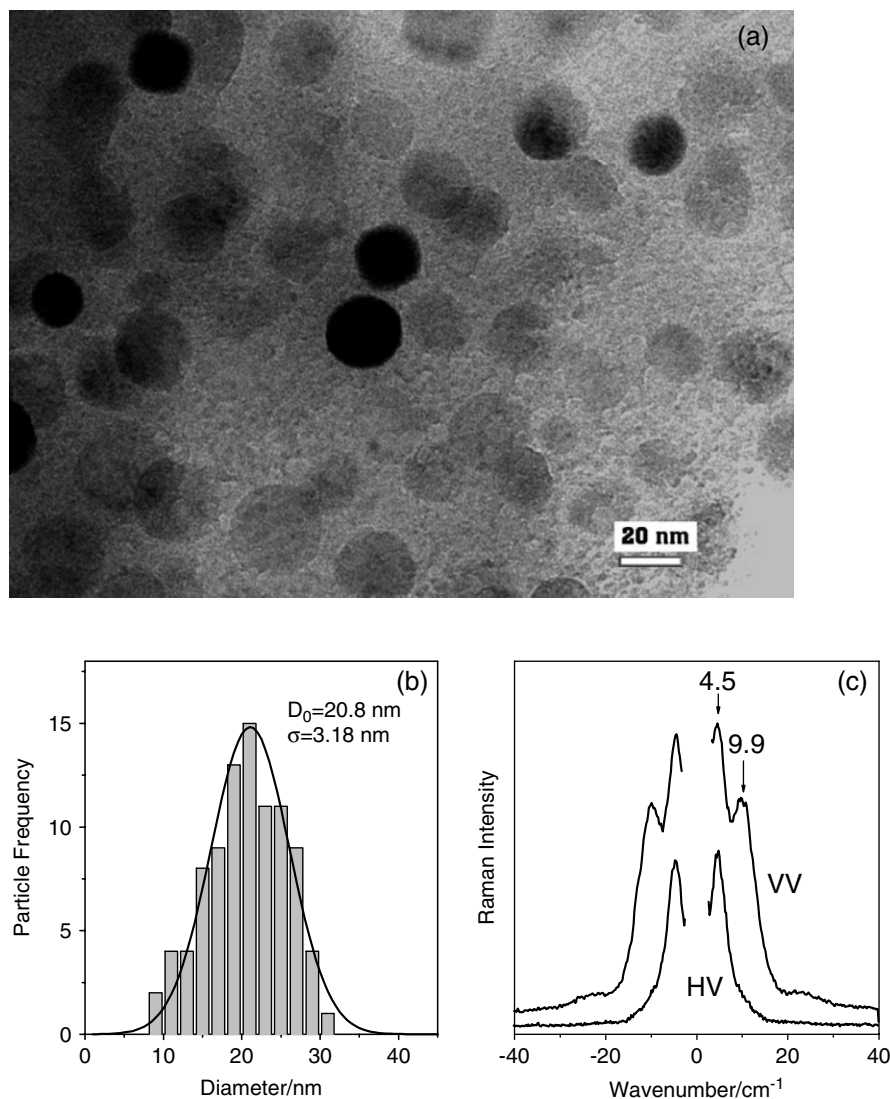 (a)
20 nm
(b)
D₀=20.8 nm
σ=3.18 nm
15
10
5
0
Particle Frequency
0 10 20 30 40
Diameter/nm
(c)
4.5
9.9
VV
HV
Raman Intensity
-40 -20 0 20 40
Wavenumber/cm⁻¹